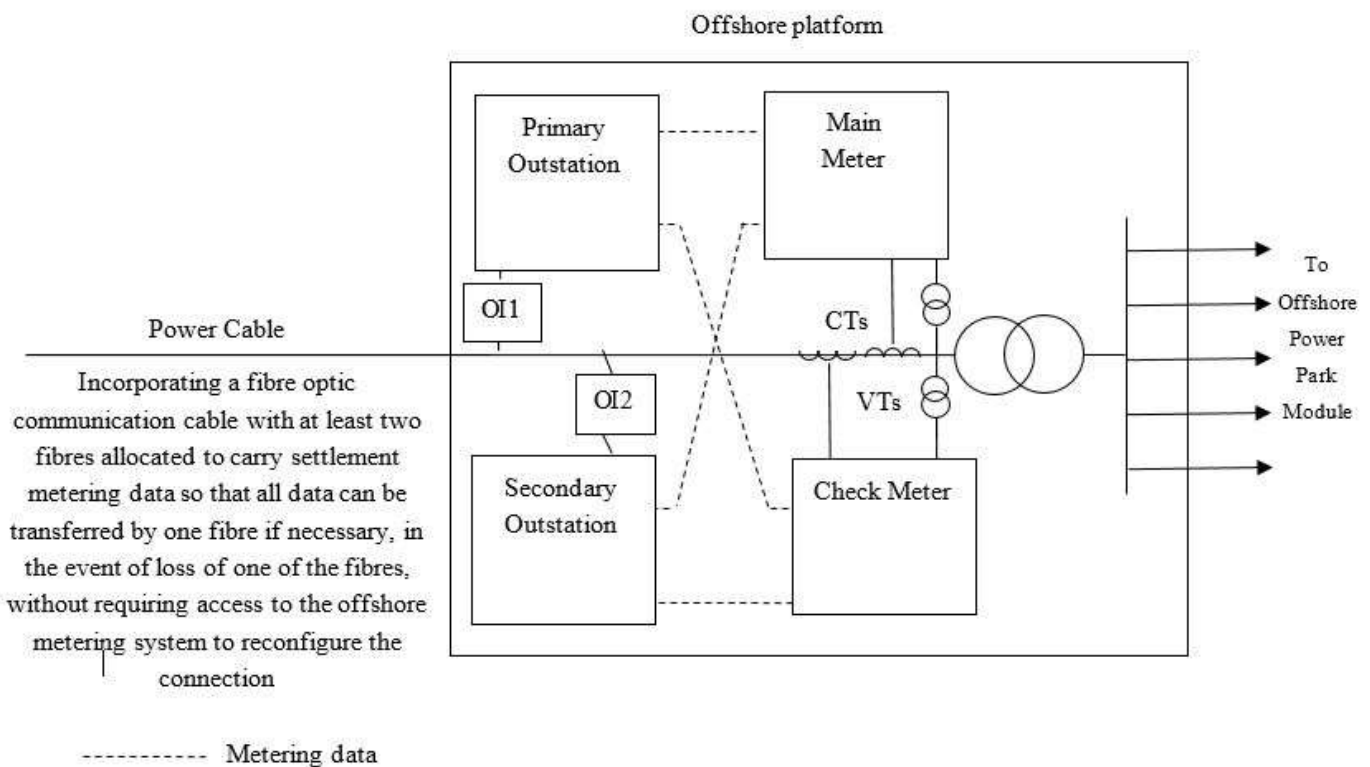 Offshore platform
Primary
Outstation
Main
Meter
OI1
Power Cable
CTs
To
Offshore
Power
Park
Module
Incorporating a fibre optic
communication cable with at least two
fibres allocated to carry settlement
metering data so that all data can be
transferred by one fibre if necessary, in
the event of loss of one of the fibres,
without requiring access to the offshore
metering system to reconfigure the
connection
OI2
VTs
Secondary
Outstation
Check Meter
Metering data